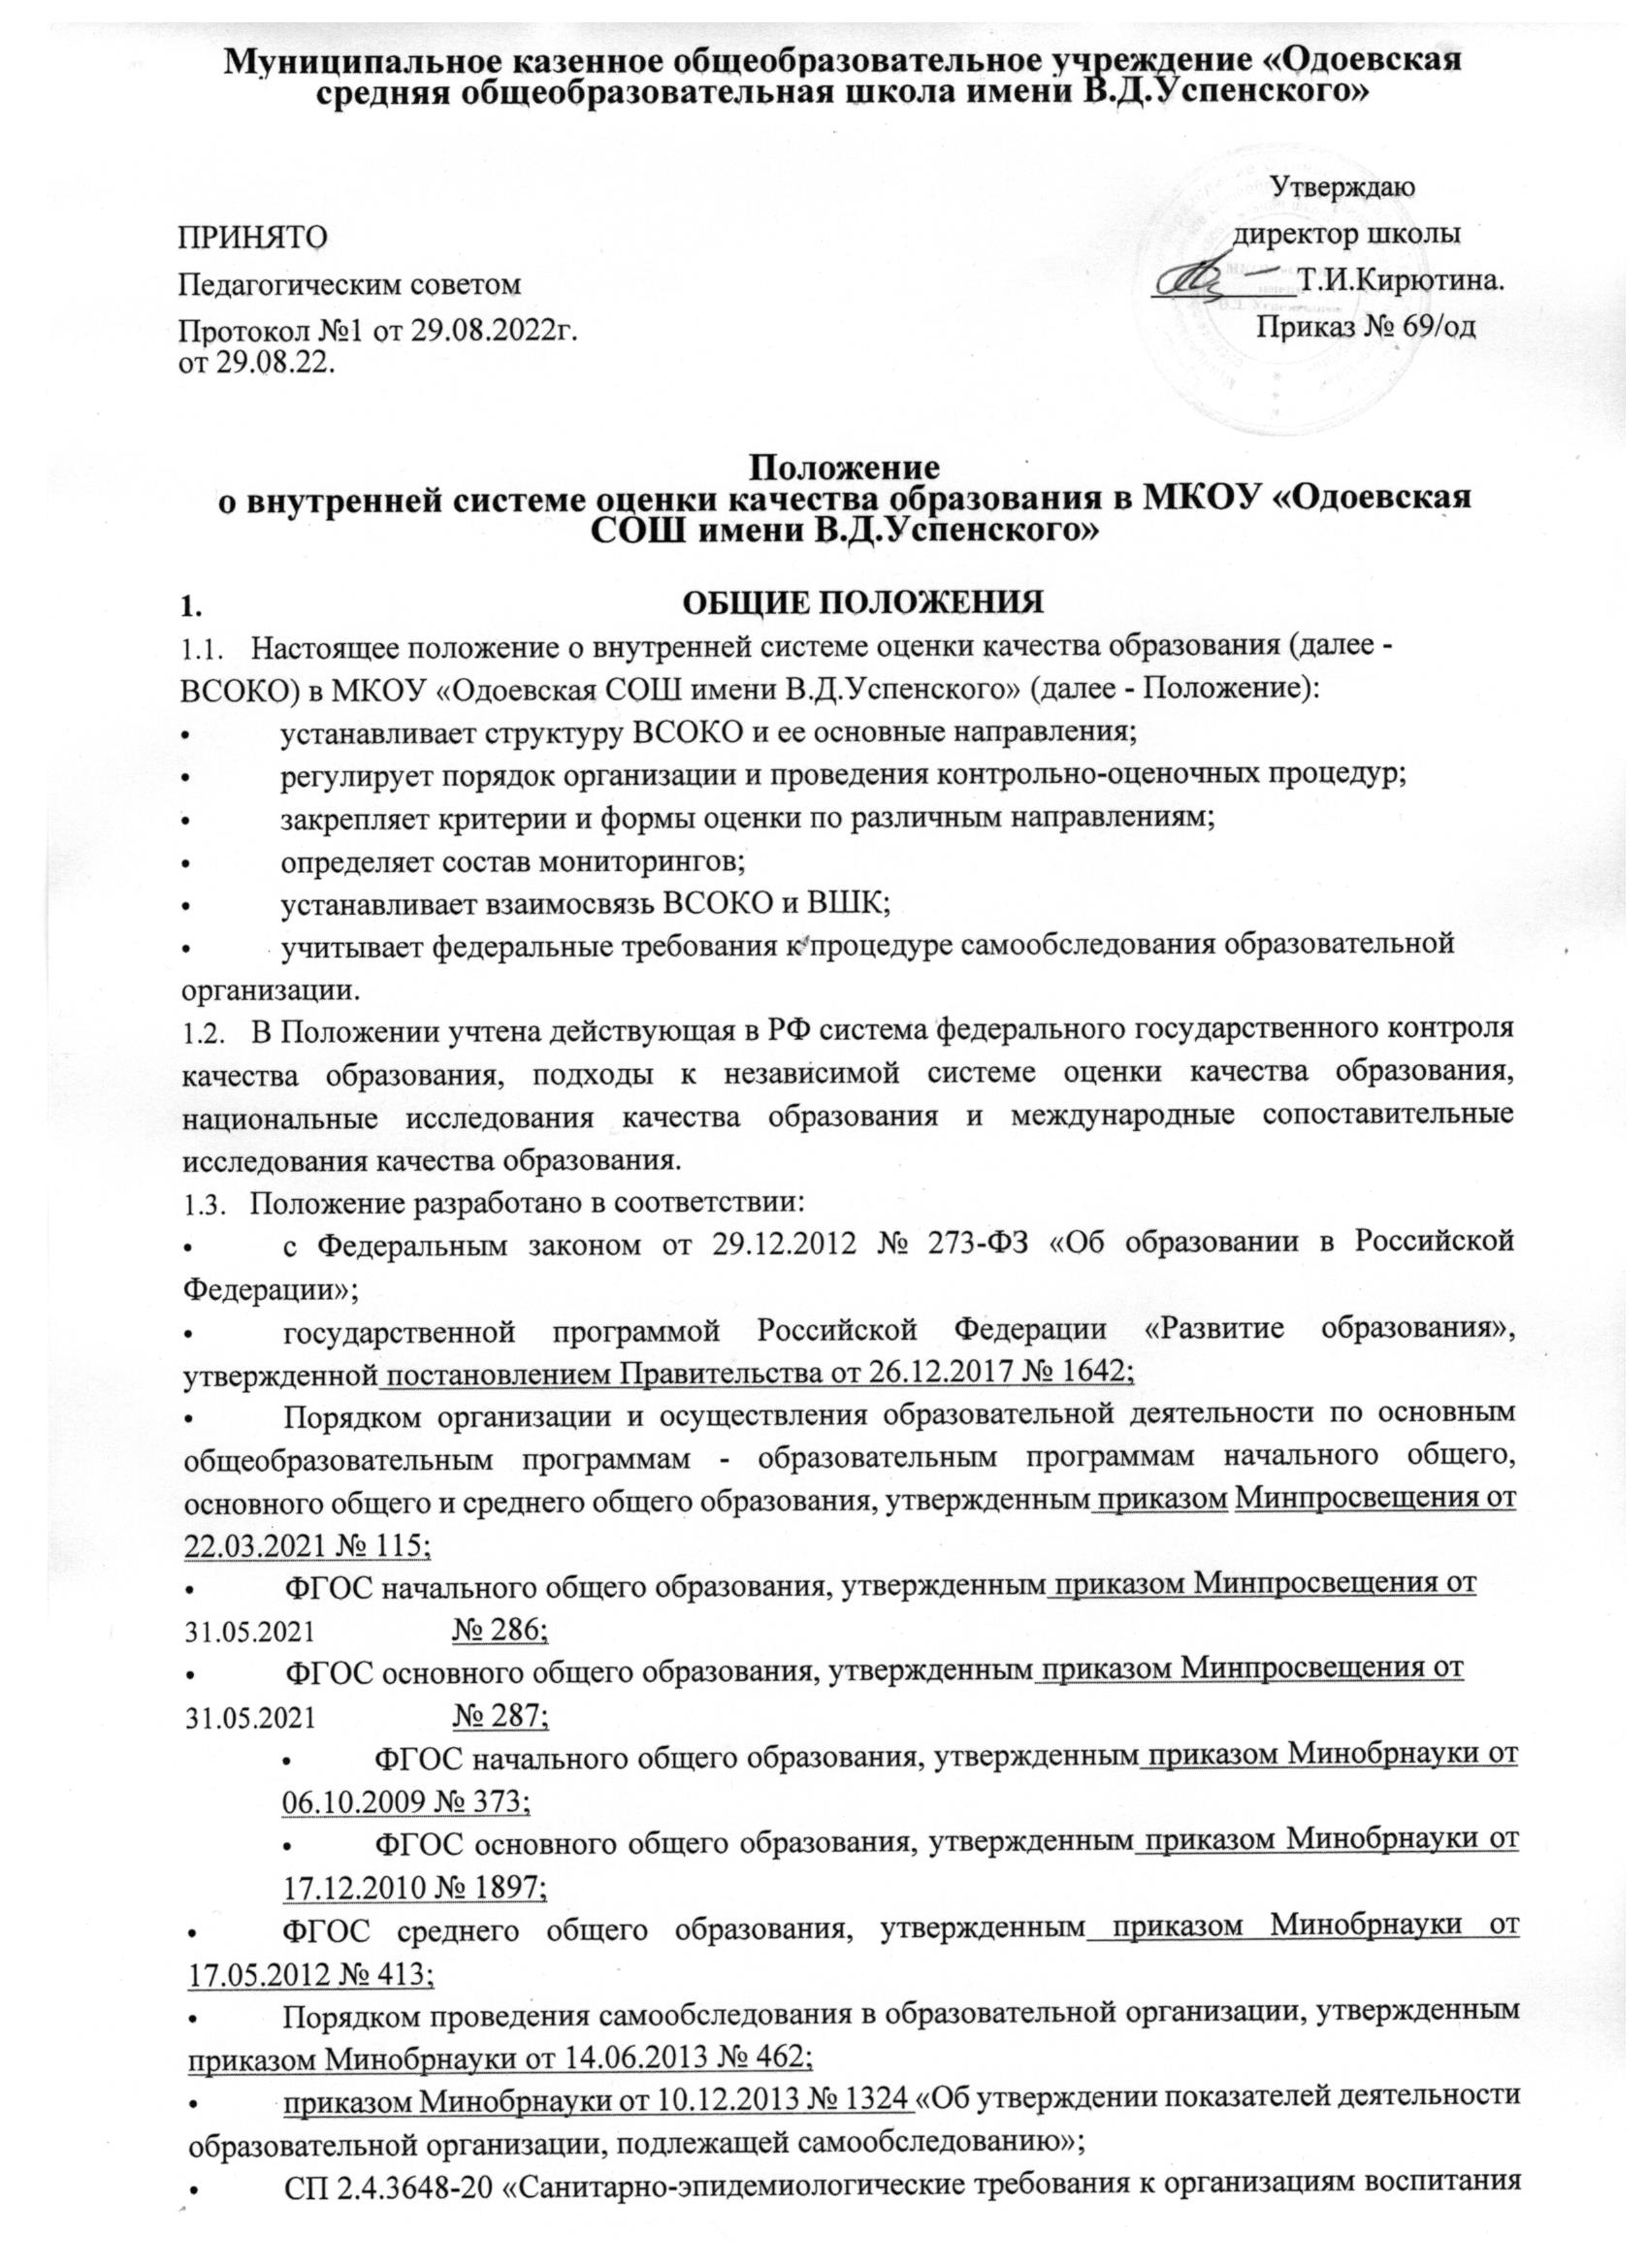 Муниципальное казенное общеобразовательное учреждение «Одоевская
средняя общеобразовательная школа имени В.Д.Успенского»
Утверждаю
ПРИНЯТО
директор школы
Педагогическим советом
Т.И.Кирютина.
Протокол №1 от 29.08.2022г.
Приказ № 69/од
от 29.08.22.
Положение
о внутренней системе оценки качества образования в МКОУ «Одоевская
СОШ имени В.Д.Успенского»
1. ОБЩИЕ ПОЛОЖЕНИЯ
1.1. Настоящее положение о внутренней системе оценки качества образования (далее -
ВСОКО) в МКОУ «Одоевская СОШ имени В.Д.Успенского» (далее - Положение):
• устанавливает структуру ВСОКО и ее основные направления;
• регулирует порядок организации и проведения контрольно-оценочных процедур;
• закрепляет критерии и формы оценки по различным направлениям;
• определяет состав мониторингов;
• устанавливает взаимосвязь ВСОКО и ВШК;
• учитывает федеральные требования к процедуре самообследования образовательной
организации.
1.2. В Положении учтена действующая в РФ система федерального государственного контроля
качества образования, подходы к независимой системе оценки качества образования,
национальные исследования качества образования и международные сопоставительные
исследования качества образования.
1.3. Положение разработано в соответствии:
• с Федеральным законом от 29.12.2012 № 273-ФЗ «Об образовании в Российской
Федерации»;
• государственной программой Российской Федерации «Развитие образования»,
утвержденной постановлением Правительства от 26.12.2017 № 1642;
• Порядком организации и осуществления образовательной деятельности по основным
общеобразовательным программам - образовательным программам начального общего,
основного общего и среднего общего образования, утвержденным приказом Минпросвещения от
22.03.2021 № 115;
• ФГОС начального общего образования, утвержденным приказом Минпросвещения от
31.05.2021 № 286;
• ФГОС основного общего образования, утвержденным приказом Минпросвещения от
31.05.2021 № 287;
• ФГОС начального общего образования, утвержденным приказом Минобрнауки от
06.10.2009 № 373;
• ФГОС основного общего образования, утвержденным приказом Минобрнауки от
17.12.2010 № 1897;
• ФГОС среднего общего образования, утвержденным приказом Минобрнауки от
17.05.2012 № 413;
• Порядком проведения самообследования в образовательной организации, утвержденным
приказом Минобрнауки от 14.06.2013 № 462;
• приказом Минобрнауки от 10.12.2013 № 1324 «Об утверждении показателей деятельности
образовательной организации, подлежащей самообследованию»;
• СП 2.4.3648-20 «Санитарно-эпидемиологические требования к организациям воспитания